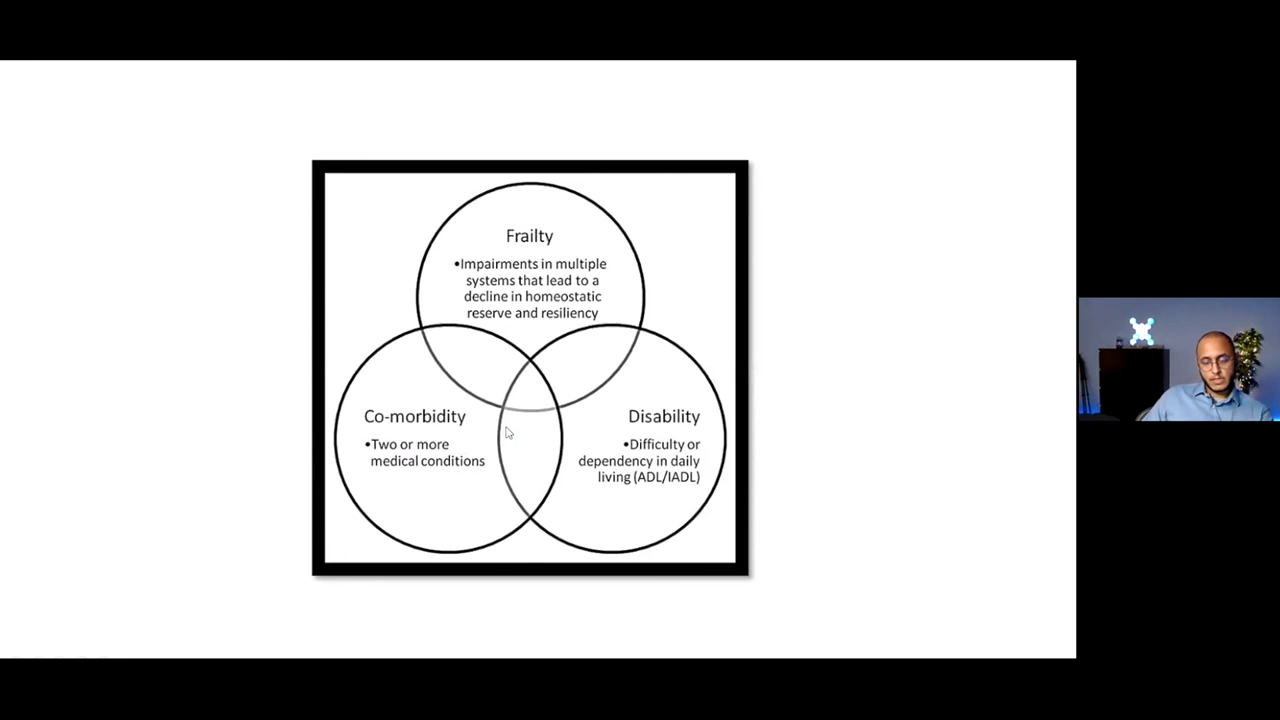 Frailty
•Impairments in multiple
systems that lead to a
decline in homeostatic
reserve and resiliency
Co-morbidity
•Two or more
medical conditions
Disability
•Difficulty or
dependency in daily
living (ADL/IADL)